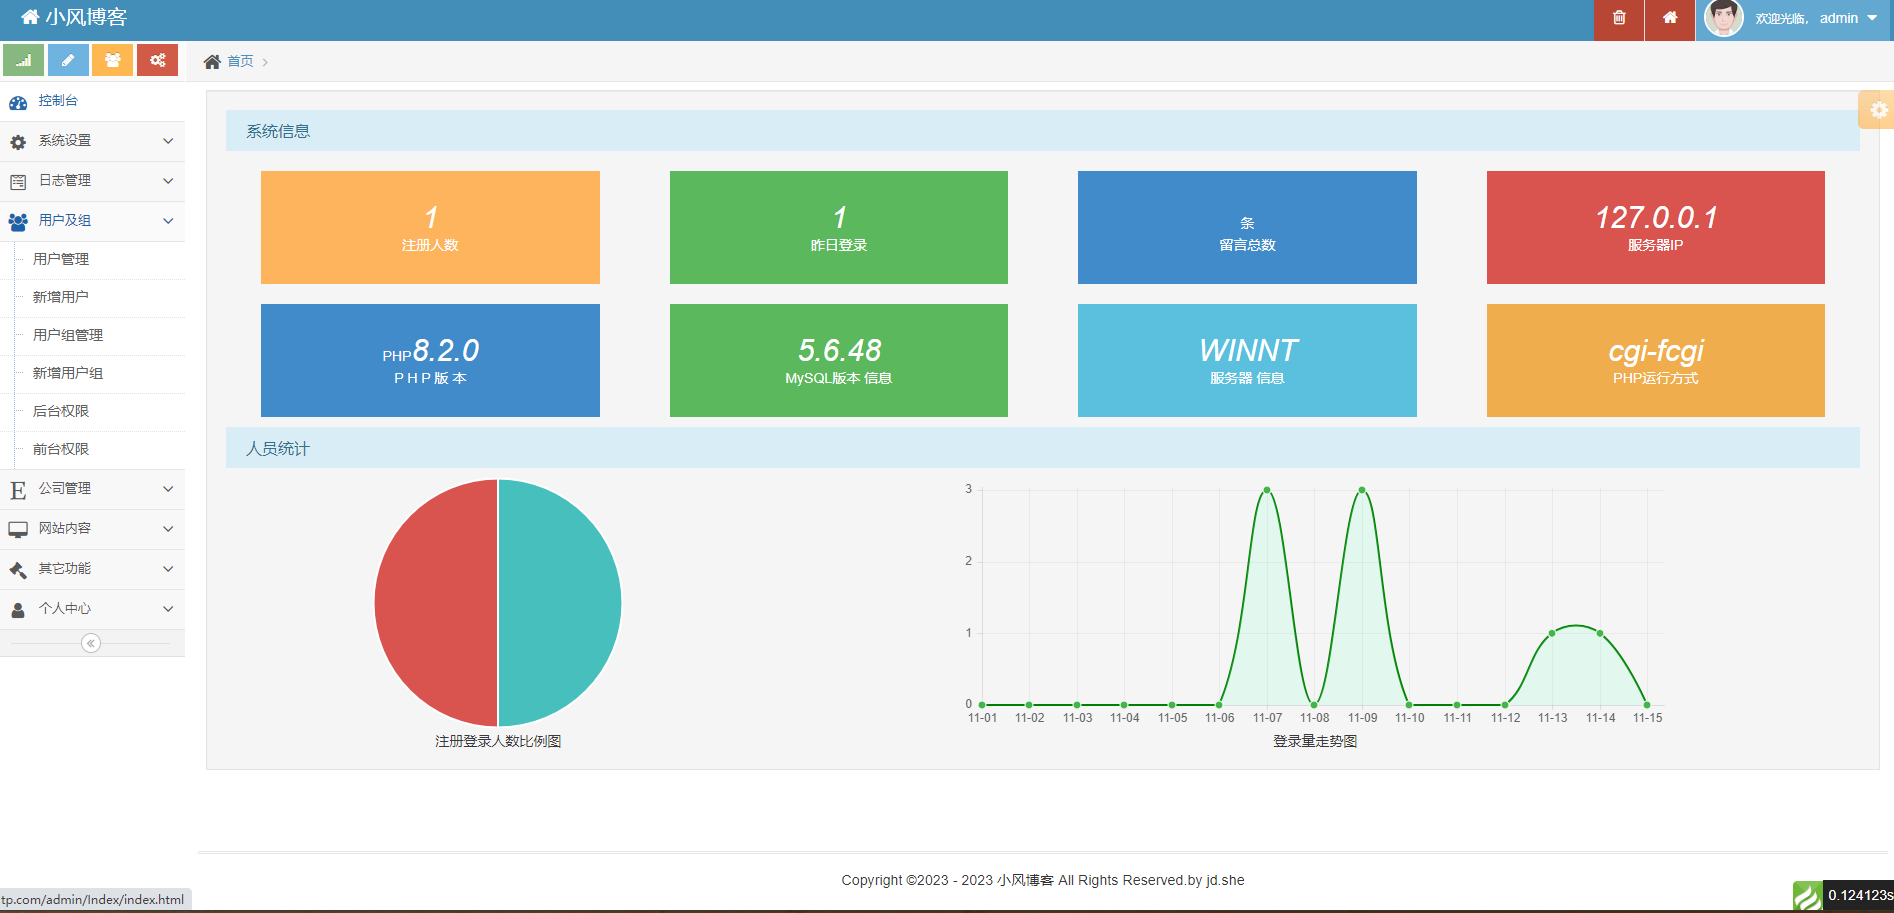 小风博客
欢迎光临, admin
首页
控制台
系统设置
日志管理
用户及组
用户管理
新增用户
用户组管理
新增用户组
后台权限
前台权限
公司管理
网站内容
其它功能
个人中心
系统信息
1
注册人数
1
昨日登录
条
留言总数
127.0.0.1
服务器IP
PHP8.2.0
P H P 版 本
5.6.48
MySQL版本 信息
WINNT
服务器 信息
cgi-fcgi
PHP运行方式
人员统计
注册登录人数比例图
3
2
1
0
11-01 11-02 11-03 11-04 11-05 11-06 11-07 11-08 11-09 11-10 11-11 11-12 11-13 11-14 11-15
登录量走势图
Copyright ©2023 - 2023 小风博客 All Rights Reserved.by jd.she
tp.com/admin/Index/index.html
0.124123s